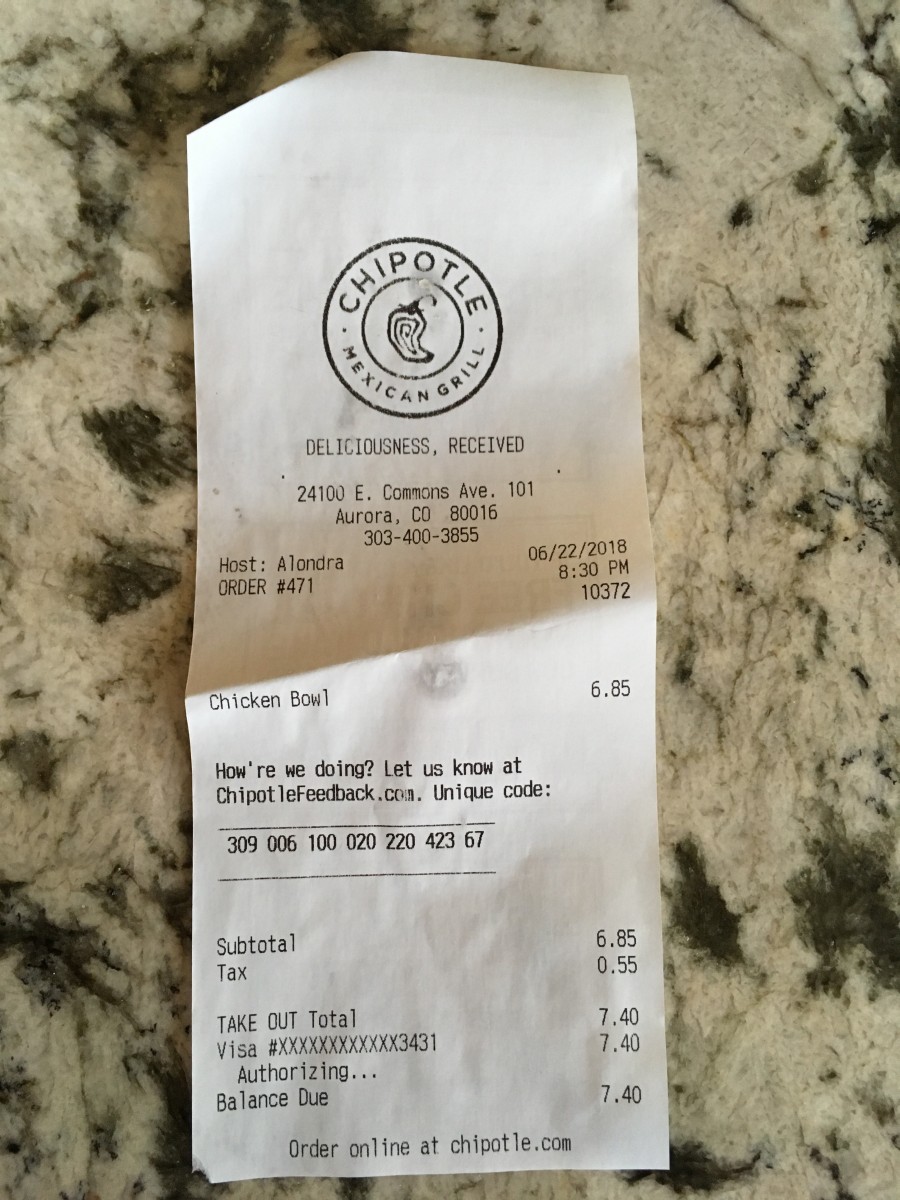 CHIPOTLE
MEXICAN GRILL
DELICIOUSNESS, RECEIVED
24100 E. Commons Ave. 101
Aurora, CO 80016
303-400-3855
Host: Alondra 06/22/2018
8:30 PM
ORDER #471 10372
Chicken Bowl 6.85
How're we doing? Let us know at
ChipotleFeedback.com. Unique code:
309 006 100 020 220 423 67
Subtotal 6.85
Tax 0.55
TAKE OUT Total 7.40
Visa #XXXXXXXXXXXX3431 7.40
Authorizing...
Balance Due 7.40
Order online at chipotle.com